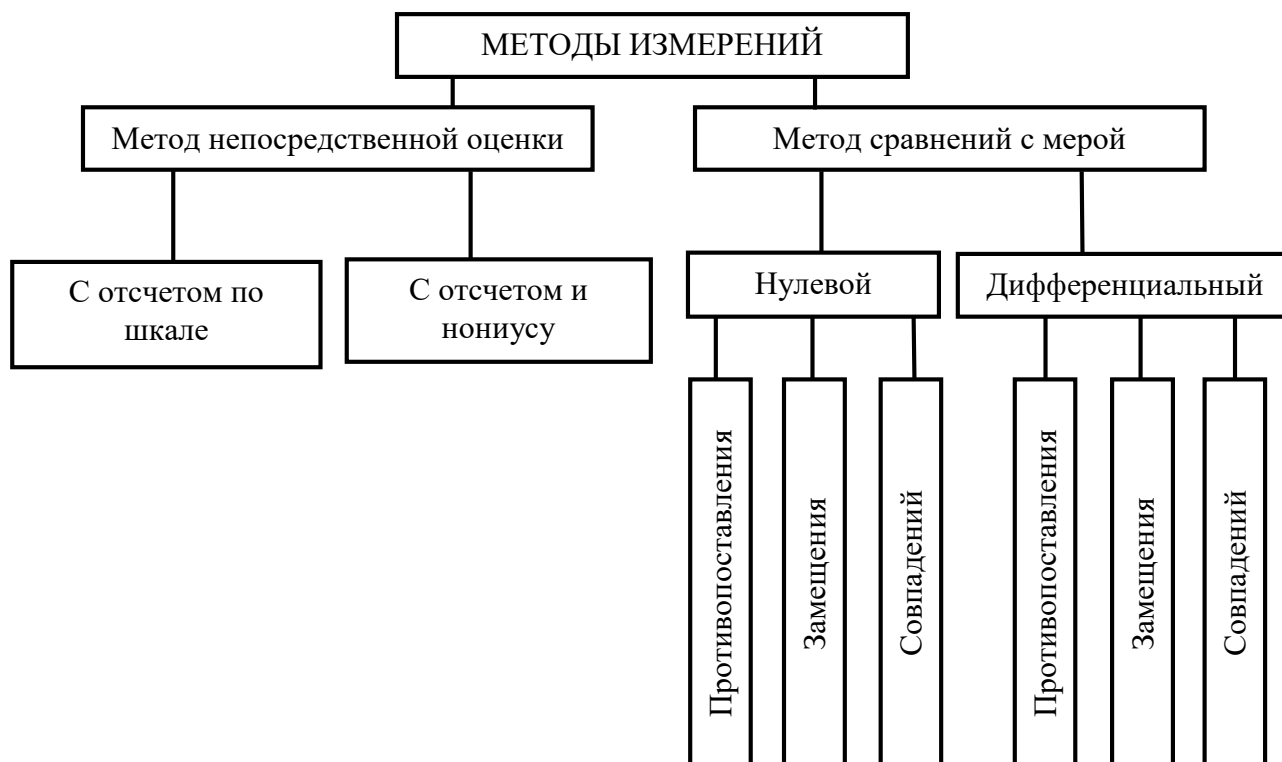 МЕТОДЫ ИЗМЕРЕНИЙ
Метод непосредственной оценки
Метод сравнений с мерой
С отсчетом по
шкале
С отсчетом и
нониусу
Нулевой
Дифференциальный
Противопоставления
Замещения
Совпадений
Противопоставления
Замещения
Совпадений